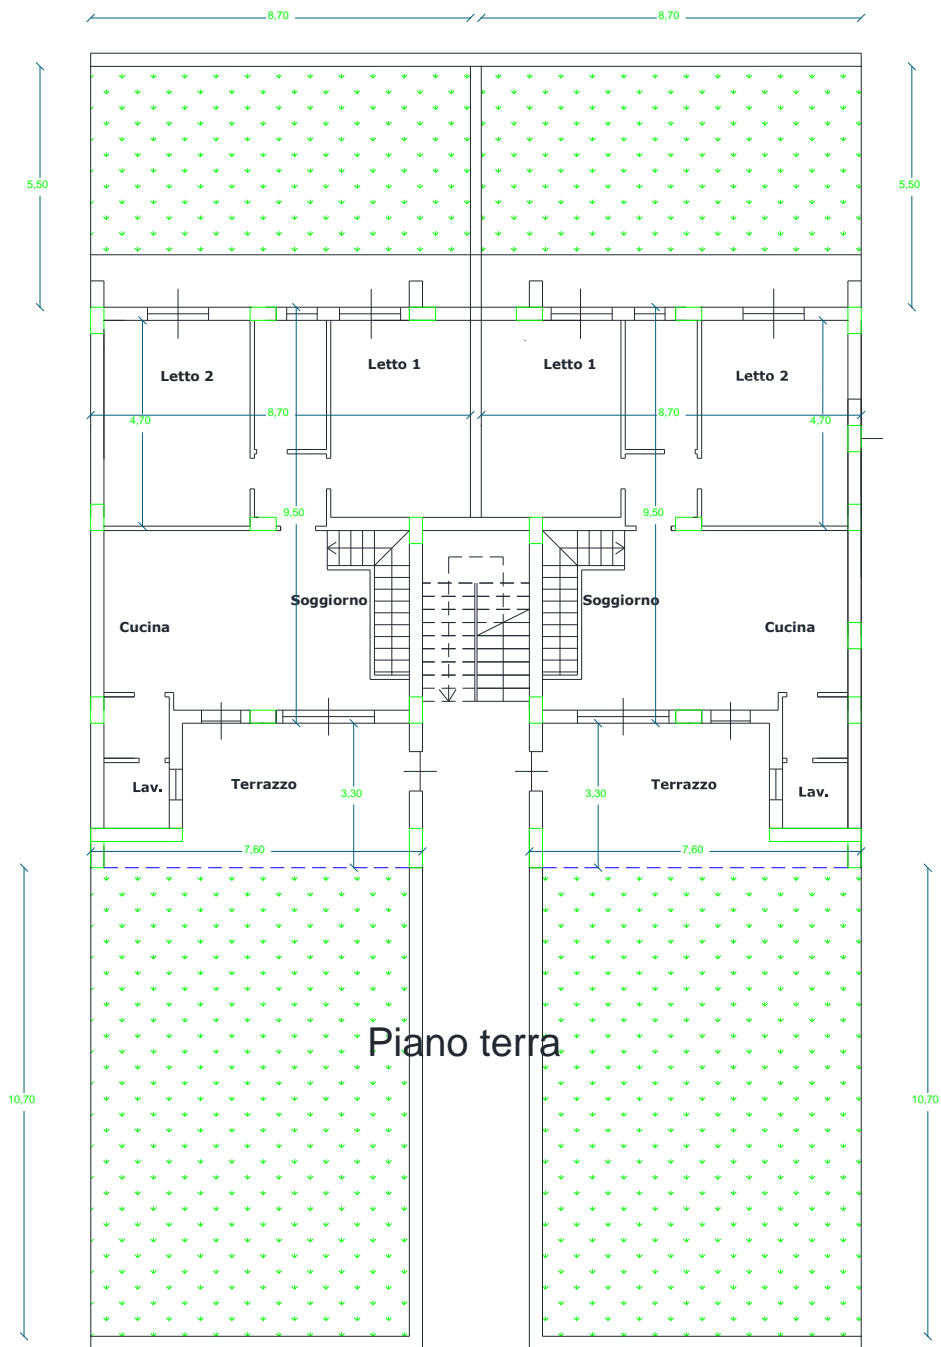 8,70 8,70
5,50 5,50
Letto 1 Letto 1
Letto 2 Letto 2
4,70 8,70 8,70 4,70
9,50 9,50
Soggiorno Soggiorno
Cucina Cucina
Terrazzo Terrazzo
Lav. Lav.
3,30 3,30
7,60 7,60
Piano terra
10,70 10,70